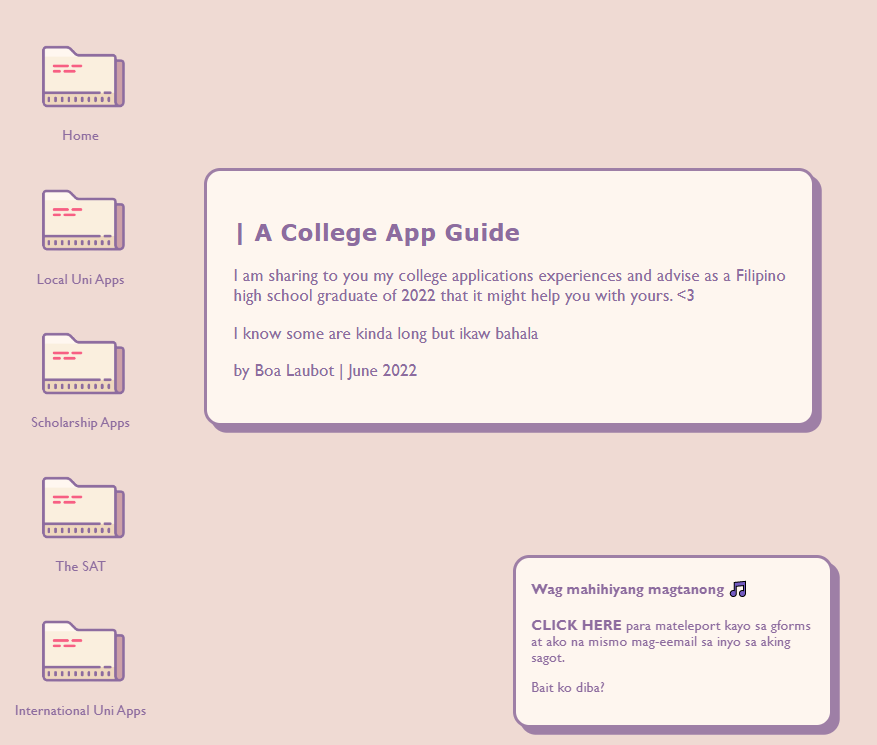 Home
Local Uni Apps
Scholarship Apps
The SAT
International Uni Apps
| A College App Guide
I am sharing to you my college applications experiences and advise as a Filipino
high school graduate of 2022 that it might help you with yours. <3
I know some are kinda long but ikaw bahala
by Boa Laubot | June 2022
Wag mahihiyang magtanong 🎵
CLICK HERE para mateleport kayo sa gforms
at ako na mismo mag-eemail sa inyo sa aking
sagot.
Bait ko diba?